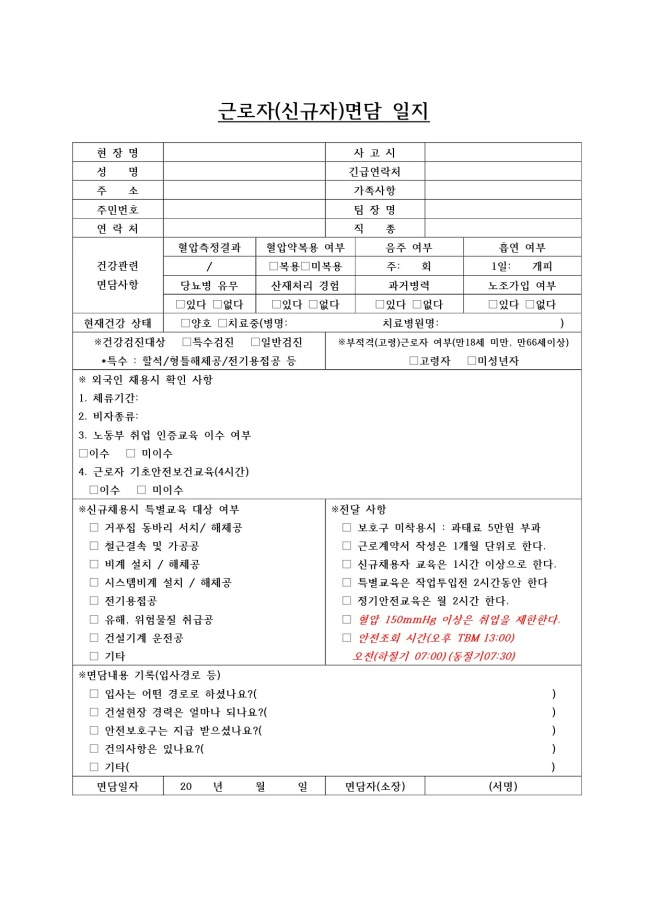 근로자(신규자)면담 일지
현 장 명 사 고 시
성 명 긴급연락처
주 소 가족사항
주민번호 팀 장 명
연 락 처 직 종
건강관련 면담사항
혈압측정결과 혈압약복용 여부 음주 여부 흡연 여부
/ □복용□미복용 주: 회 1일: 개피
당뇨병 유무 산재처리 경험 과거병력 노조가입 여부
□있다 □없다 □있다 □없다 □있다 □없다 □있다 □없다
현재건강 상태 □양호 □치료중(병명: 치료병원명: )
※건강검진대상 □특수검진 □일반검진
*특수 : 할석/형틀해체공/전기용접공 등
※부적격(고령)근로자 여부(만18세 미만, 만66세이상)
□고령자 □미성년자
※ 외국인 채용시 확인 사항
1. 체류기간:
2. 비자종류:
3. 노동부 취업 인증교육 이수 여부
□이수 □ 미이수
4. 근로자 기초안전보건교육(4시간)
□이수 □ 미이수
※신규채용시 특별교육 대상 여부
□ 거푸집 동바리 서치/ 해체공
□ 철근결속 및 가공공
□ 비계 설치 / 해체공
□ 시스템비계 설치 / 해체공
□ 전기용접공
□ 유해, 위험물질 취급공
□ 건설기계 운전공
□ 기타
※전달 사항
□ 보호구 미착용시 : 과태료 5만원 부과
□ 근로계약서 작성은 1개월 단위로 한다.
□ 신규채용자 교육은 1시간 이상으로 한다.
□ 특별교육은 작업투입전 2시간동안 한다
□ 정기안전교육은 월 2시간 한다.
□ 혈압 150mmHg 이상은 취업을 제한한다.
□ 안전조회 시간(오후 TBM 13:00)
오전(하절기 07:00)(동절기07:30)
※면담내용 기록(입사경로 등)
□ 입사는 어떤 경로로 하셨나요?( )
□ 건설현장 경력은 얼마나 되나요?( )
□ 안전보호구는 지급 받으셨나요?( )
□ 건의사항은 있나요?( )
□ 기타( )
면담일자 20 년 월 일 면담자(소장) (서명)